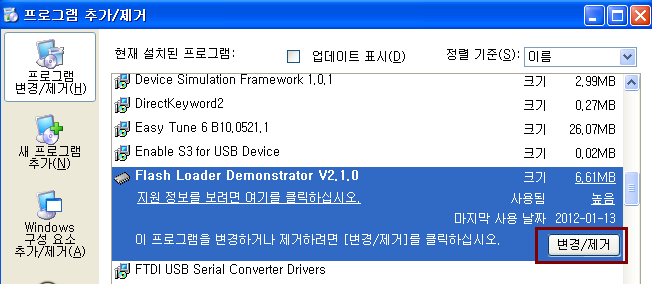 프로그램 추가/제거
현재 설치된 프로그램: 업데이트 표시(D) 정렬 기준(S): 이름
프로그램
변경/제거(H)
새 프로그램
추가(N)
Windows
구성 요소
추가/제거(A)
Device Simulation Framework 1.0.1 크기 2.99MB
DirectKeyword2 크기 0.27MB
Easy Tune 6 B10.0521.1 크기 26.07MB
Enable S3 for USB Device 크기 0.02MB
Flash Loader Demonstrator V2.1.0 크기 6.61MB
지원 정보를 보려면 여기를 클릭하십시오. 사용됨 높음
마지막 사용 날짜 2012-01-13
이 프로그램을 변경하거나 제거하려면 [변경/제거]를 클릭하십시오. 변경/제거
FTDI USB Serial Converter Drivers